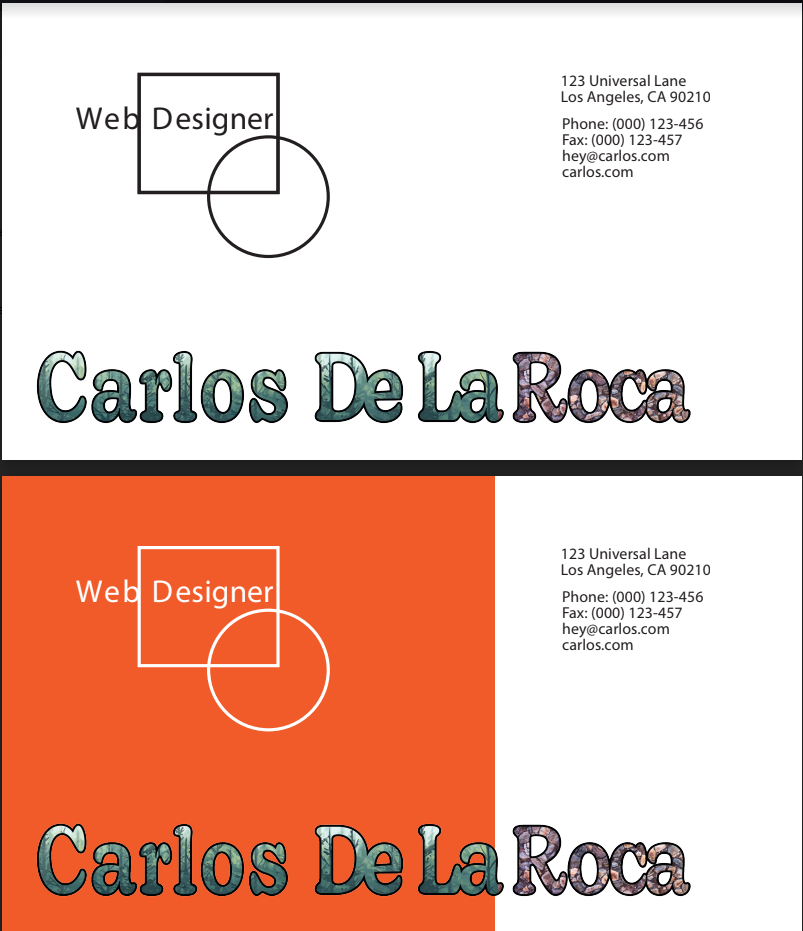 Web Designer
123 Universal Lane
Los Angeles, CA 90210
Phone: (000) 123-456
Fax: (000) 123-457
hey@carlos.com
carlos.com
Carlos De La Roca
Web Designer
123 Universal Lane
Los Angeles, CA 90210
Phone: (000) 123-456
Fax: (000) 123-457
hey@carlos.com
carlos.com
Carlos De La Roca